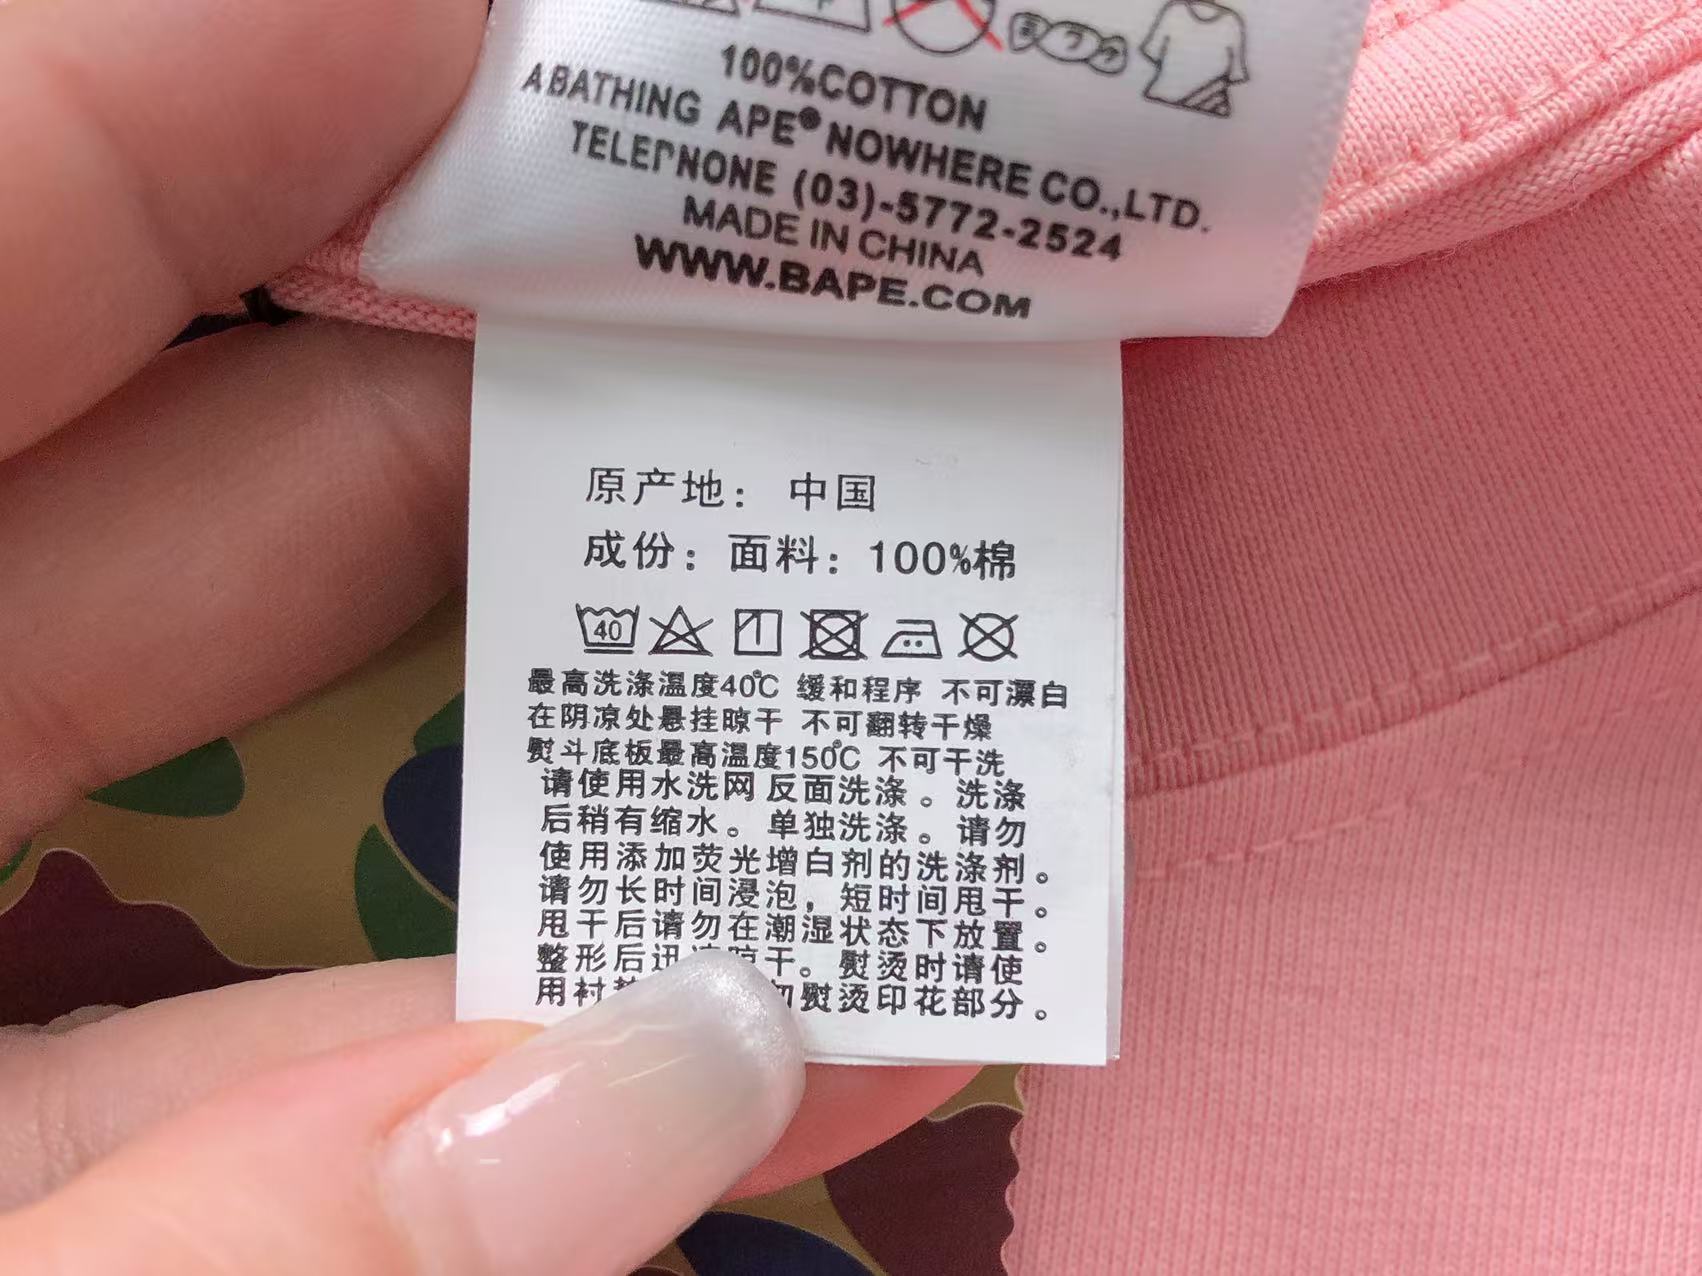 100%COTTON
A BATHING APE® NOWHERE CO.,LTD.
TELEPNONE (03)-5772-2524
MADE IN CHINA
WWW.BAPE.COM
原产地： 中国
成份：面料：100%棉
40
最高洗涤温度40℃ 缓和程序 不可漂白
在阴凉处悬挂晾干 不可翻转干燥
熨斗底板最高温度150℃ 不可干洗
请使用水洗网反面洗涤。洗涤
后稍有缩水。单独洗涤。请勿
使用添加荧光增白剂的洗涤剂。
请勿长时间浸泡，短时间甩干。
甩干后请勿在潮湿状态下放置。
整形后迅 晾干。熨烫时请使
用衬 勿熨烫印花部分。